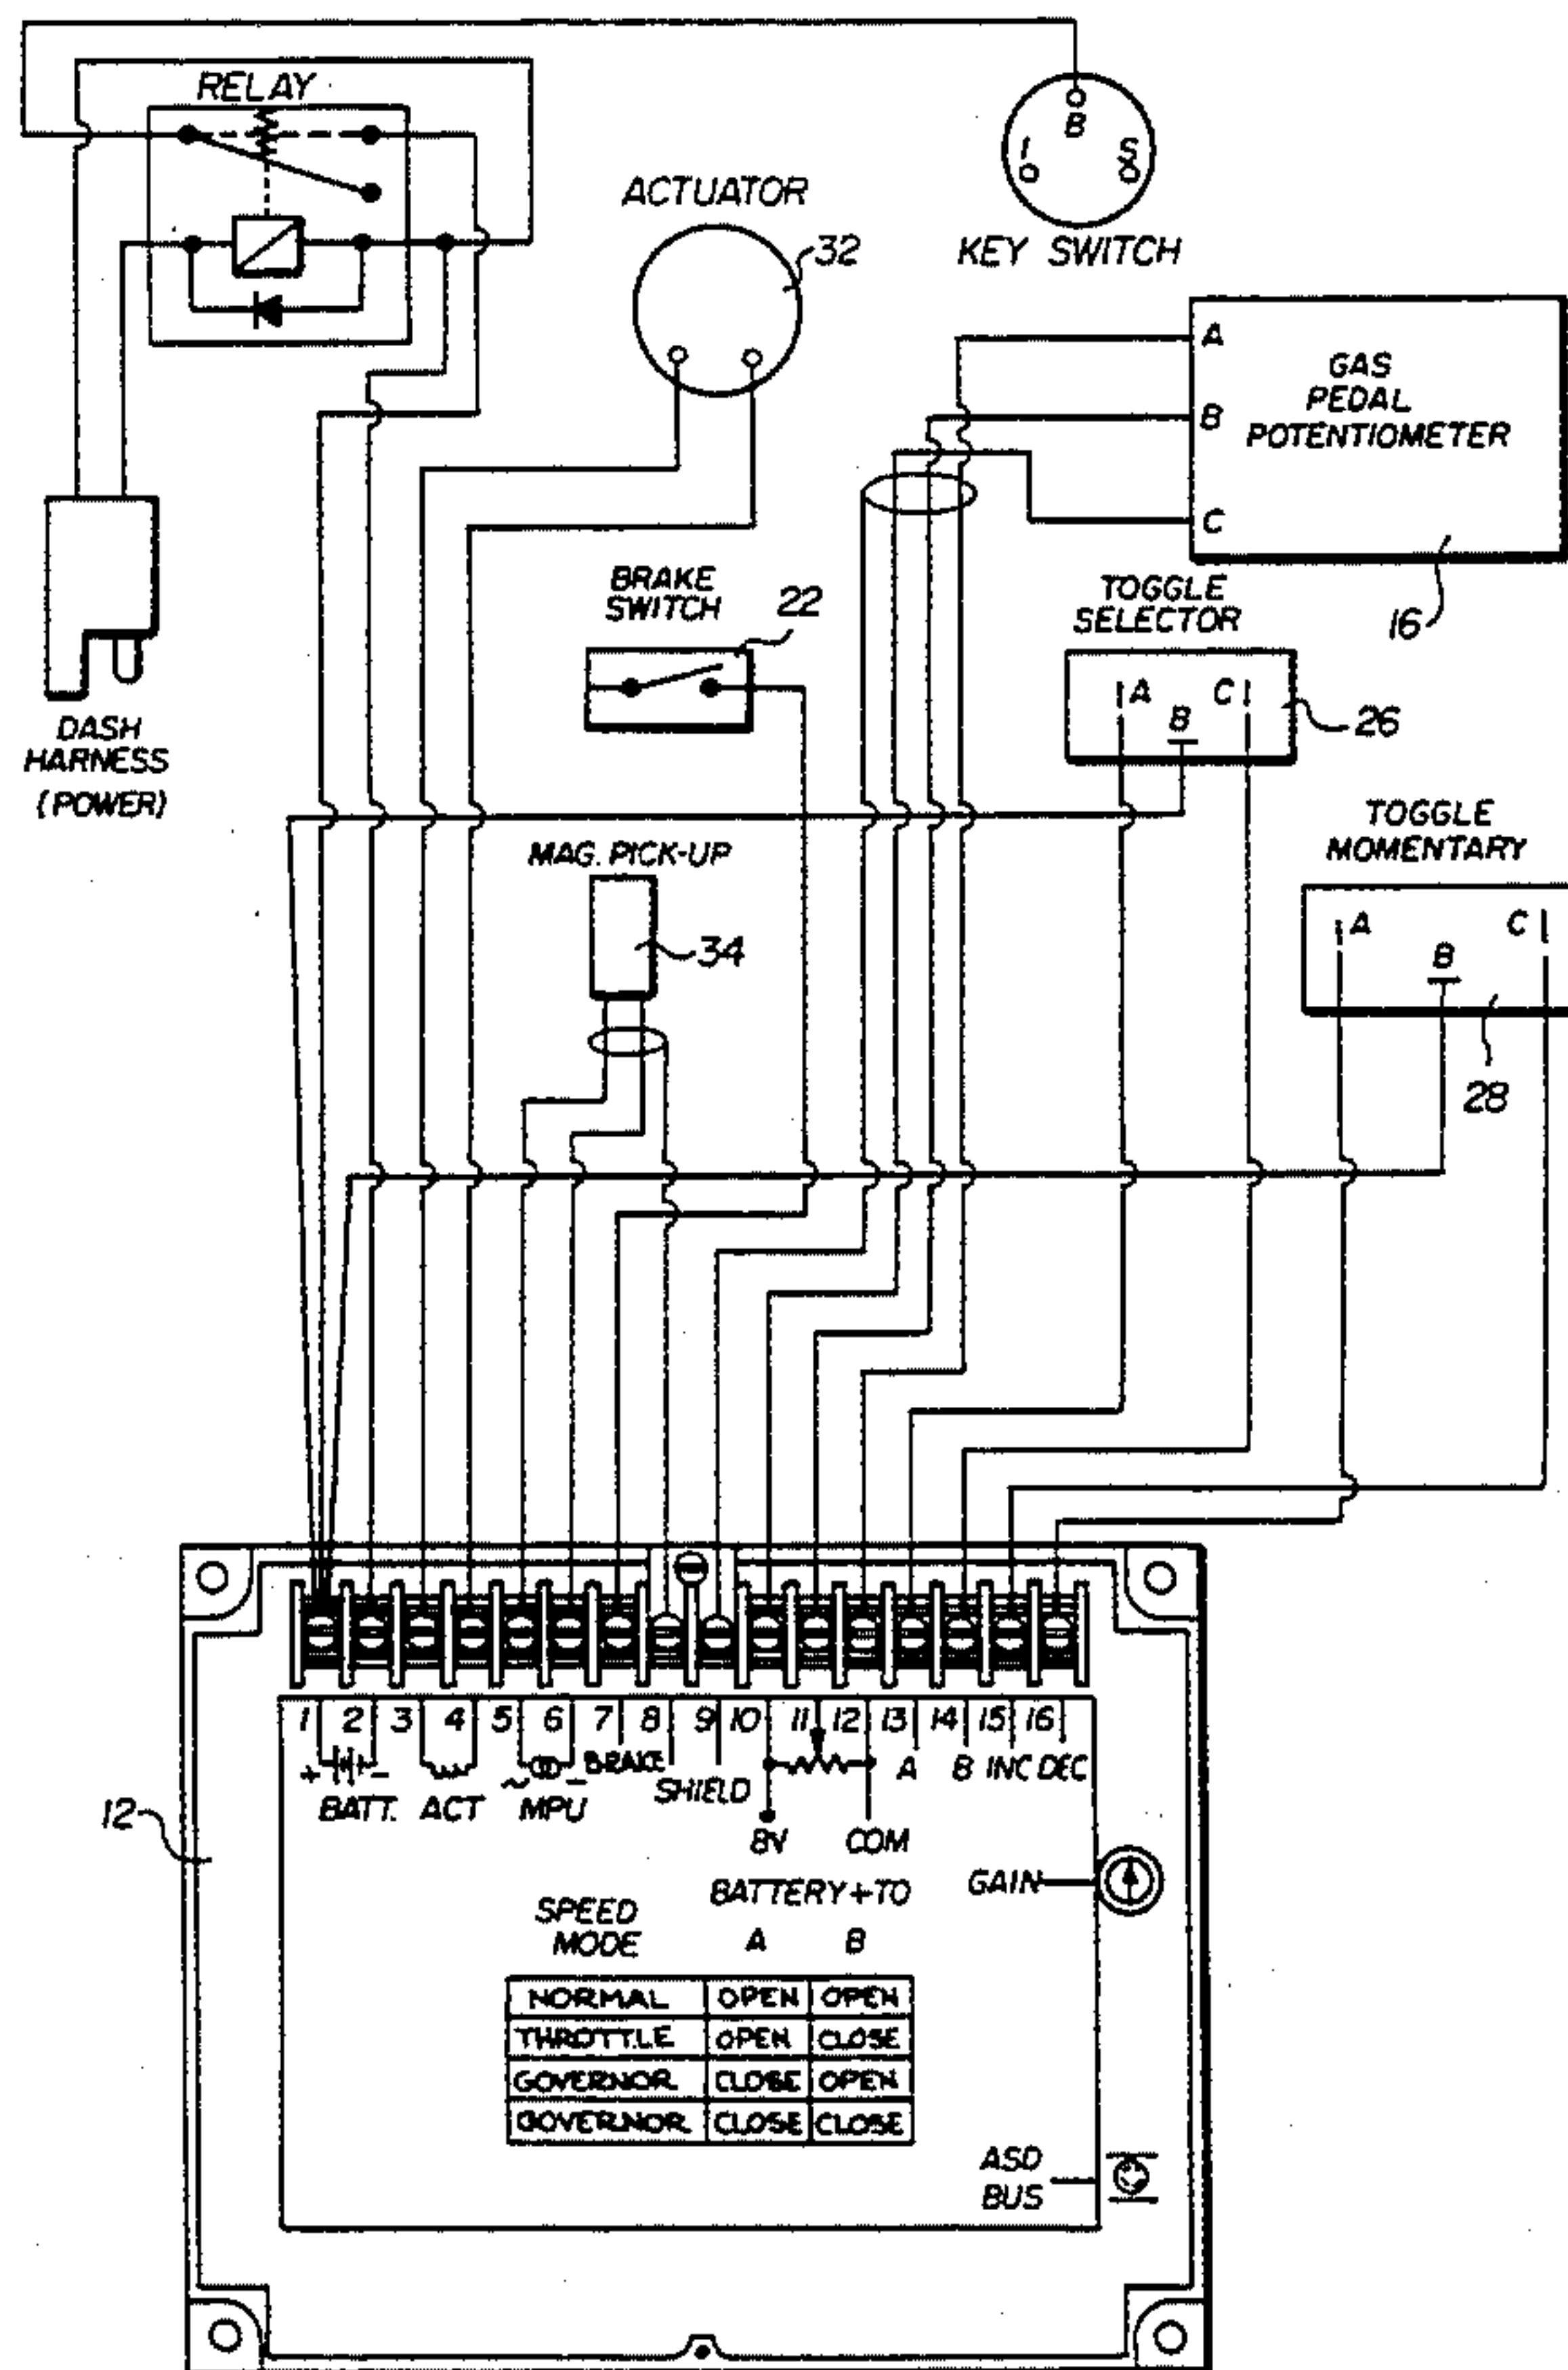 RELAY
B
I S
KEY SWITCH
ACTUATOR
32
A
B
C
GAS
PEDAL
POTENTIOMETER
16
BRAKE
SWITCH
22
TOGGLE
SELECTOR
A B C
26
DASH
HARNESS
(POWER)
TOGGLE
MOMENTARY
A B C
28
MAG. PICK-UP
34
1 2 3 4 5 6 7 8 9 10 11 12 13 14 15 16
+ - ~ - BRAKE A B INC DEC
BATT. ACT MPU SHIELD
8V COM
12
GAIN
SPEED
MODE
BATTERY + TO
A B
NORMAL OPEN OPEN
THROTTLE OPEN CLOSE
GOVERNOR CLOSE OPEN
GOVERNOR CLOSE CLOSE
ASD
BUS